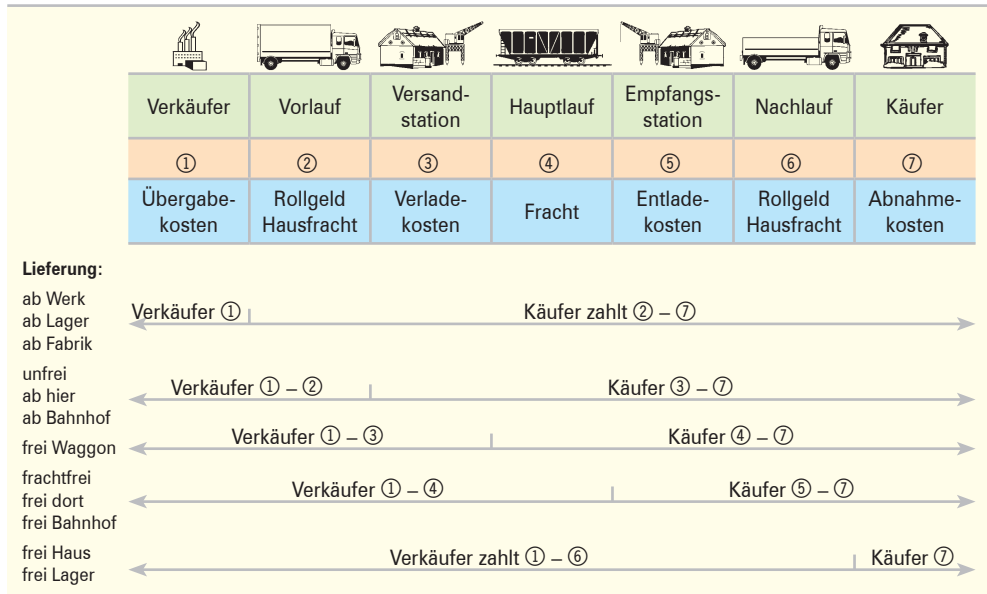 Verkäufer Vorlauf Versand- Hauptlauf Empfangs- Nachlauf Käufer
station station
① ② ③ ④ ⑤ ⑥ ⑦
Übergabe- Rollgeld Verlade- Fracht Entlade- Rollgeld Abnahme-
kosten Hausfracht kosten kosten Hausfracht kosten
Lieferung:
ab Werk
ab Lager
ab Fabrik
Verkäufer ① Käufer zahlt ② – ⑦
unfrei
ab hier
ab Bahnhof
Verkäufer ① – ② Käufer ③ – ⑦
frei Waggon
Verkäufer ① – ③ Käufer ④ – ⑦
frachtfrei
frei dort
frei Bahnhof
Verkäufer ① – ④ Käufer ⑤ – ⑦
frei Haus
frei Lager
Verkäufer zahlt ① – ⑥ Käufer ⑦